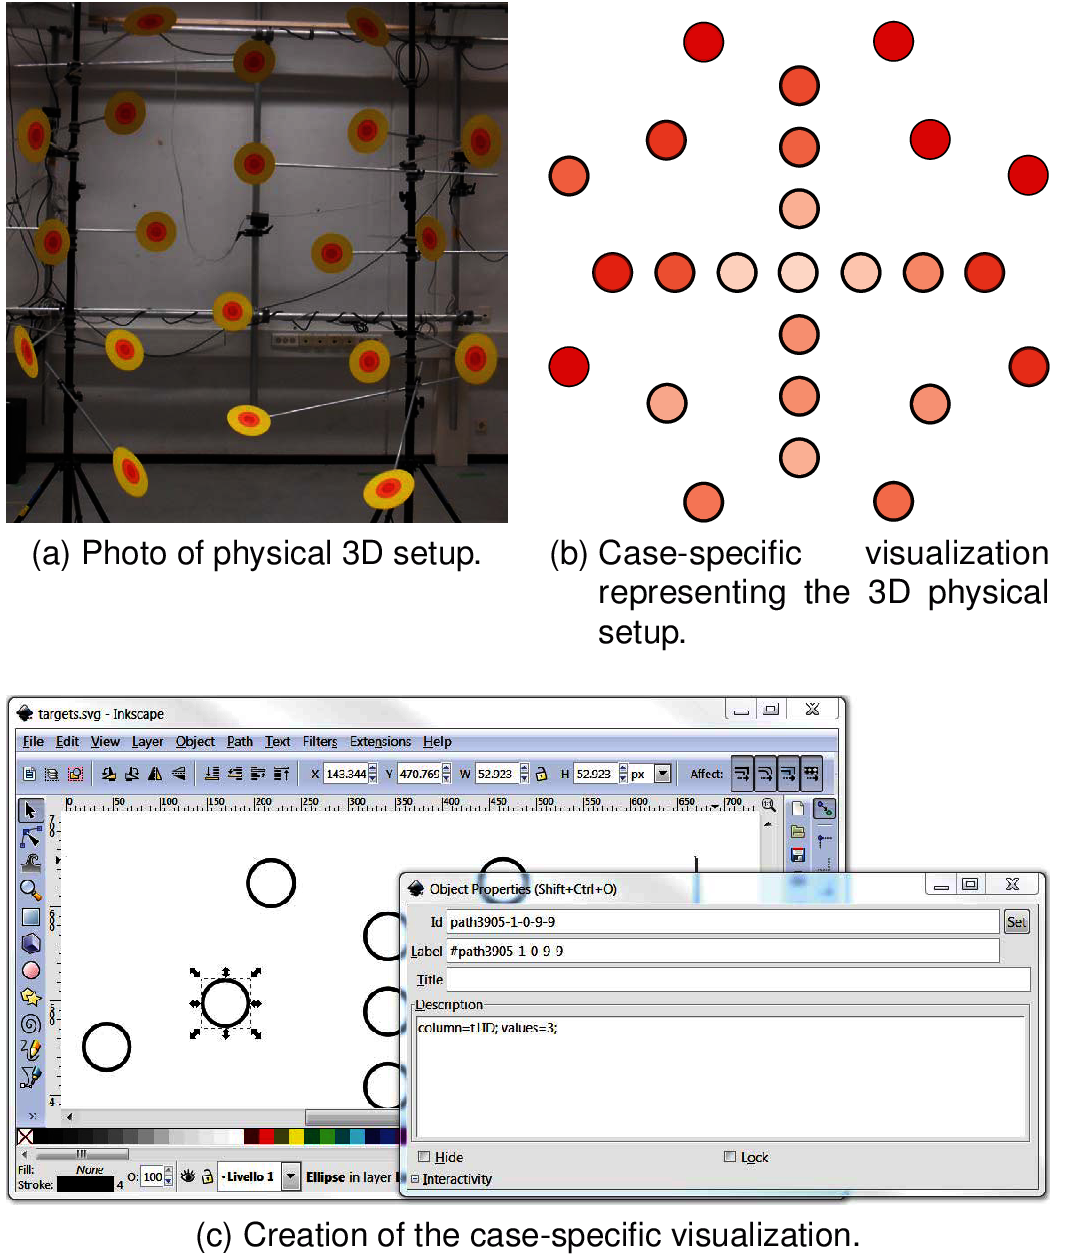 (a) Photo of physical 3D setup.
(b) Case-specific visualization
representing the 3D physical
setup.
targets.svg - Inkscape
File Edit View Layer Object Path Text Filters Extensions Help
X 143.344 Y 470.769 W 52.923 H 52.923 px Affect:
0 50 100 150 200 250 300 350 400 450 500 550 600 650 700
Object Properties (Shift+Ctrl+O)
Id path3905-1-0-9-9 Set
Label #path3905-1-0-9-9
Title
Description
column=t1ID; values=3;
Hide Lock
Interactivity
Fill: None
Stroke: 4 O: 100 - Livello 1 Ellipse in layer
(c) Creation of the case-specific visualization.